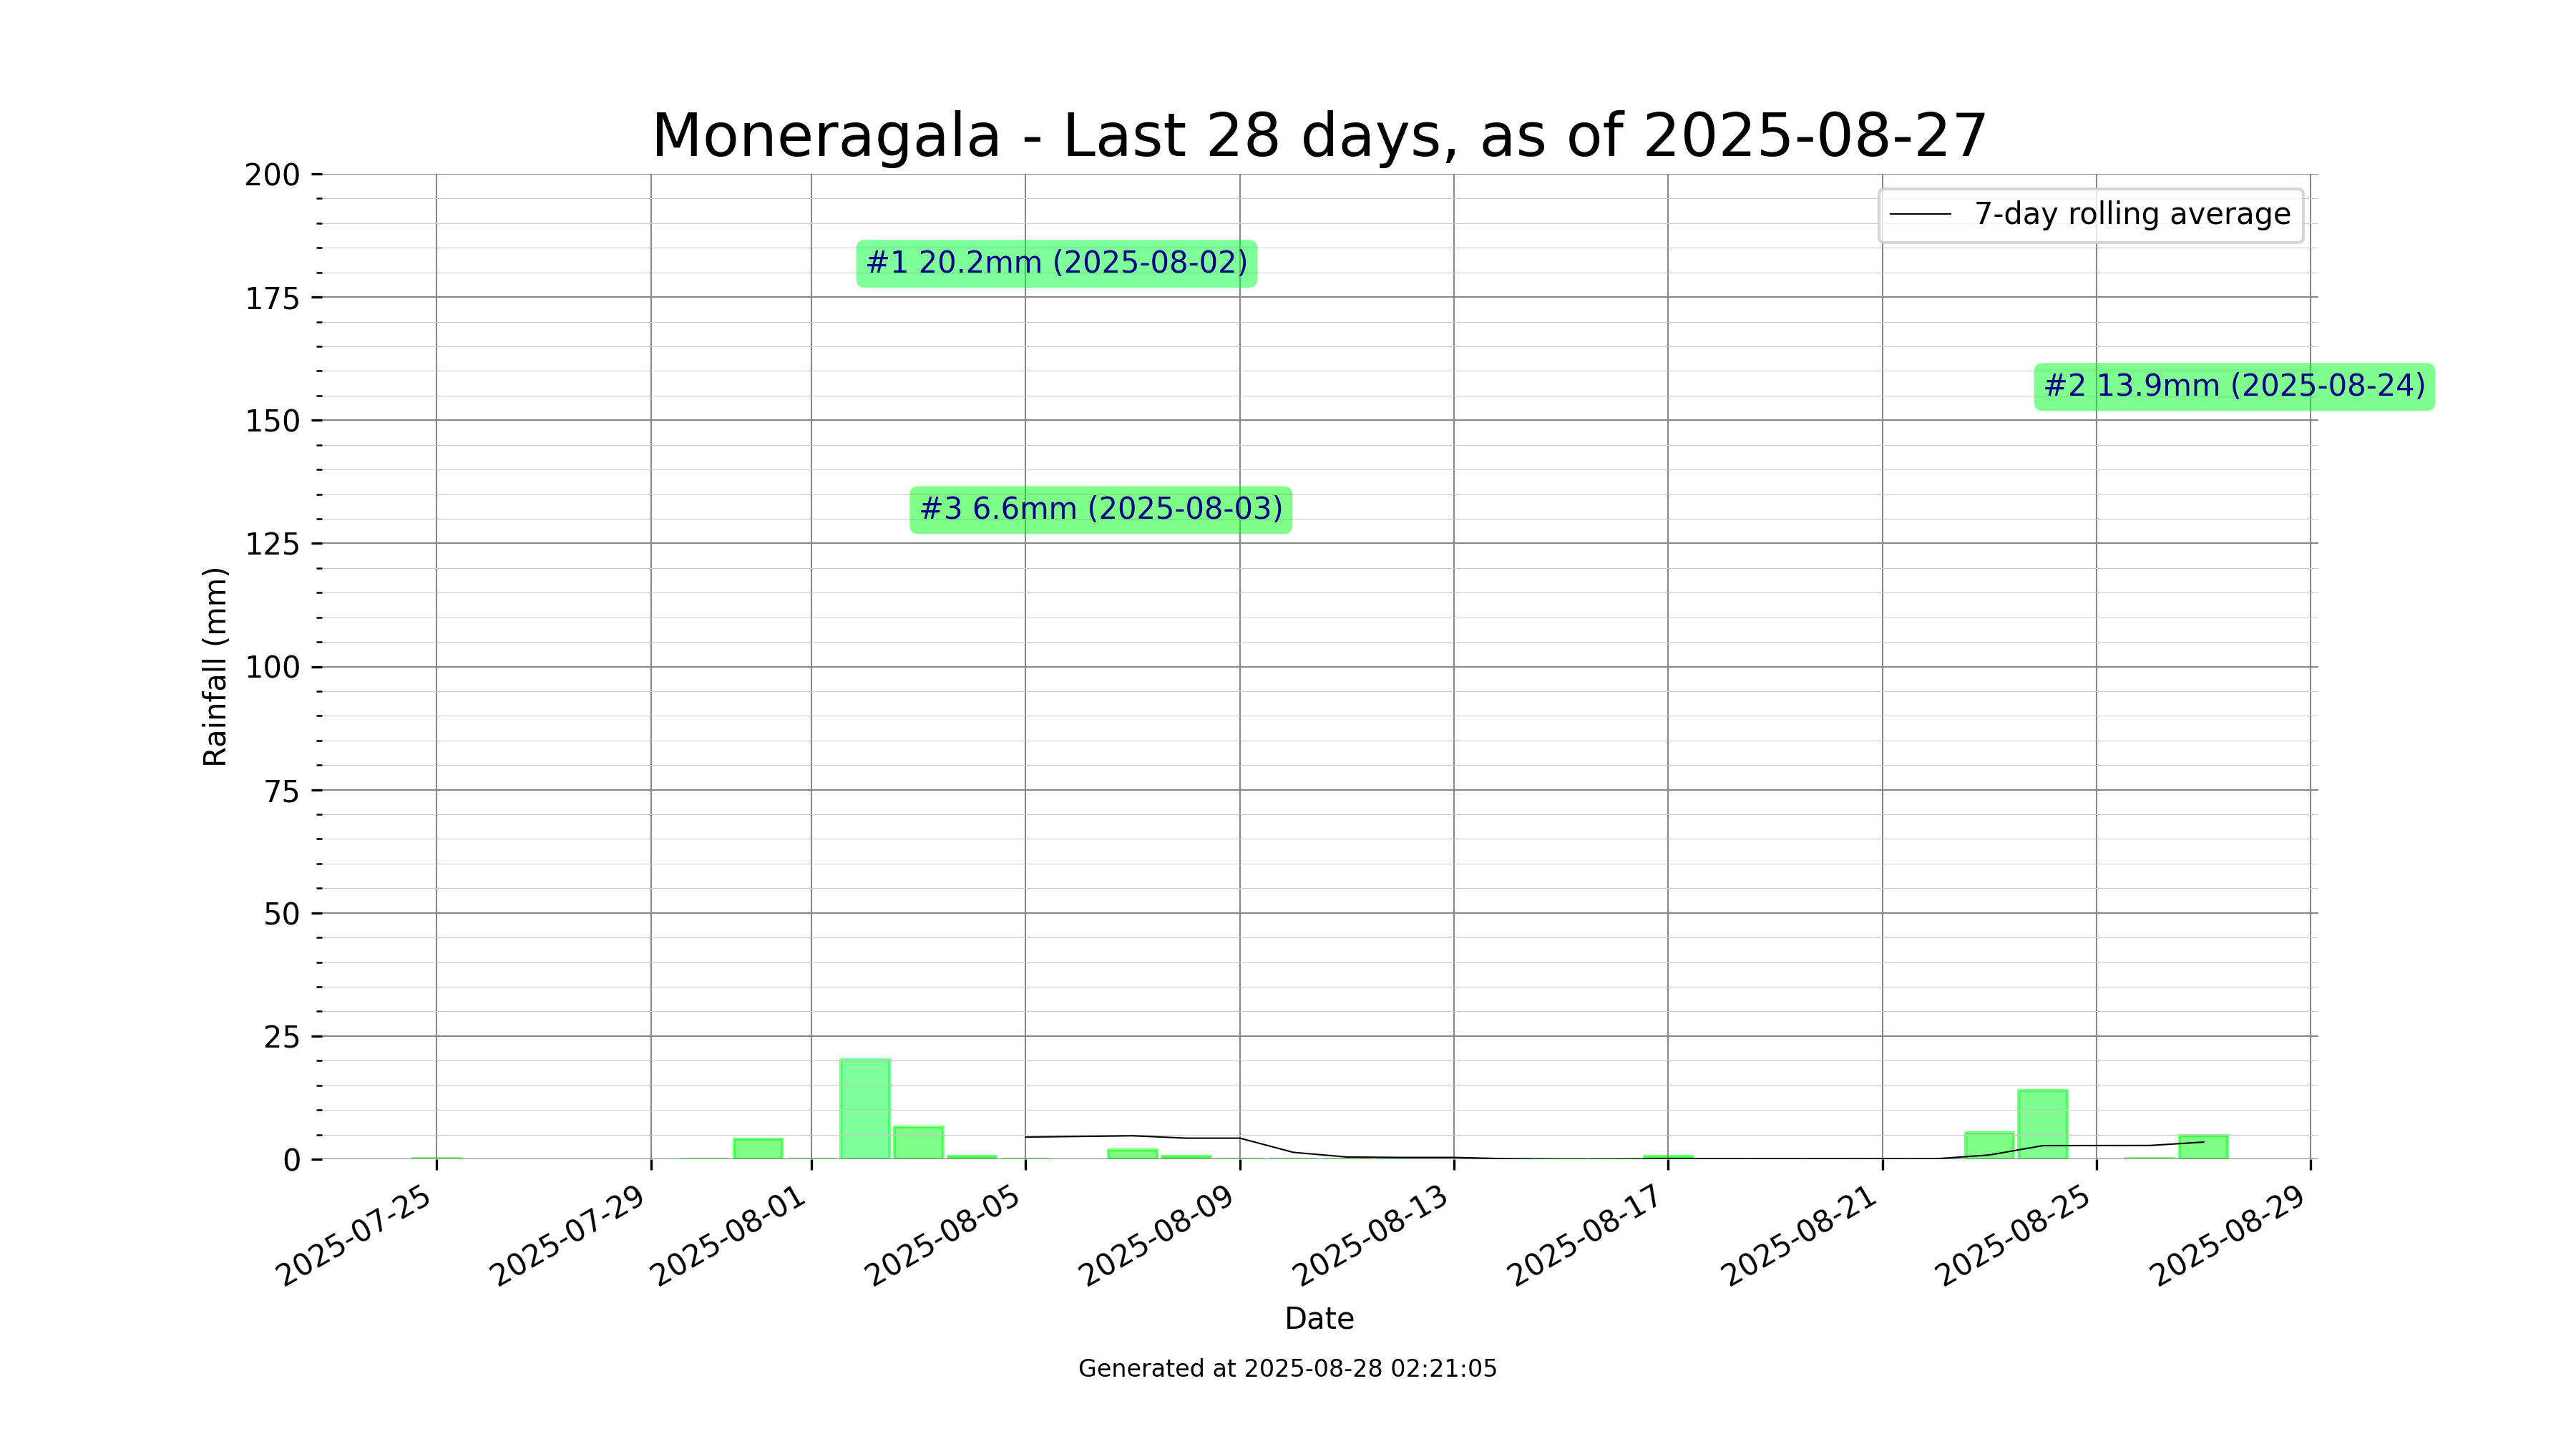 Moneragala - Last 28 days, as of 2025-08-27
7-day rolling average
#1 20.2mm (2025-08-02)
#2 13.9mm (2025-08-24)
#3 6.6mm (2025-08-03)
Rainfall (mm)
200
175
150
125
100
75
50
25
0
2025-07-25
2025-07-29
2025-08-01
2025-08-05
2025-08-09
2025-08-13
2025-08-17
2025-08-21
2025-08-25
2025-08-29
Date
Generated at 2025-08-28 02:21:05